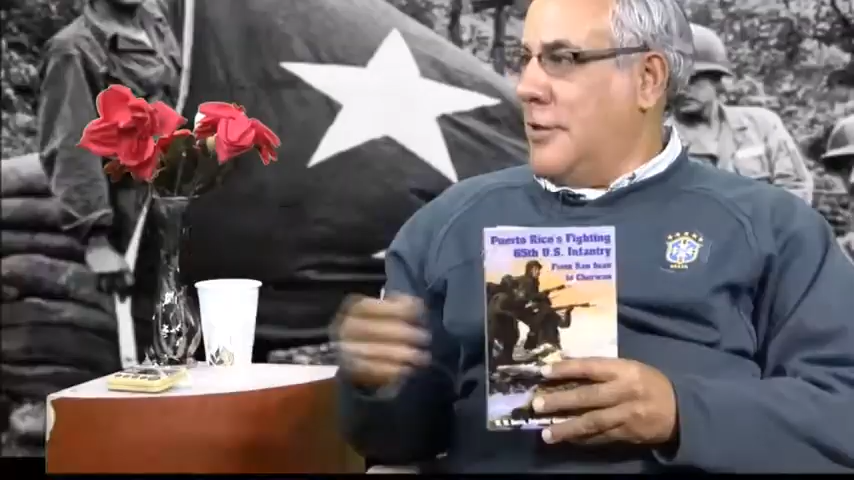 Puerto Rico's Fighting
65th U.S. Infantry
From San Juan
to Chorwan